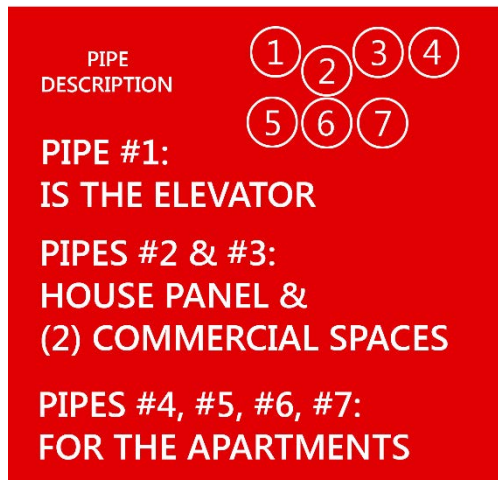 PIPE
DESCRIPTION
1 2 3 4
5 6 7
PIPE #1:
IS THE ELEVATOR
PIPES #2 & #3:
HOUSE PANEL &
(2) COMMERCIAL SPACES
PIPES #4, #5, #6, #7:
FOR THE APARTMENTS